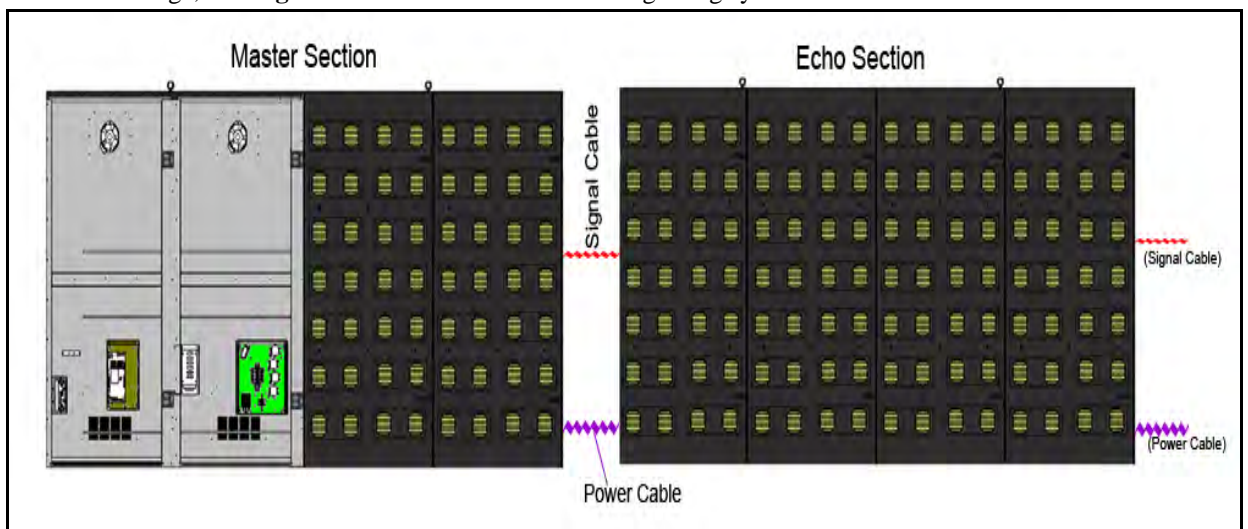 Master Section
Echo Section
Signal Cable
(Signal Cable)
(Power Cable)
Power Cable